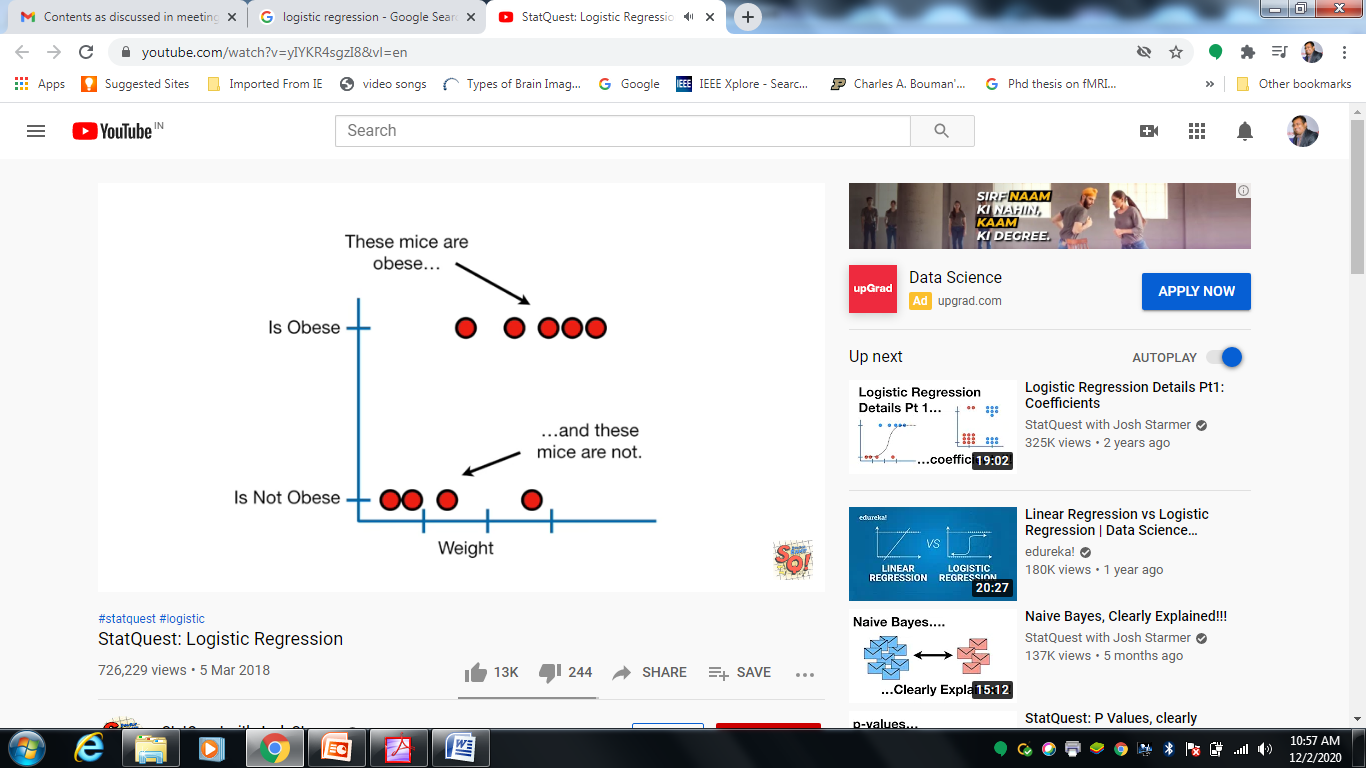 Contents as discussed in meeting
logistic regression - Google Sear
StatQuest: Logistic Regressio
youtube.com/watch?v=yIYKR4sgzI8&vl=en
Apps
Suggested Sites
Imported From IE
video songs
Types of Brain Imag...
Google
IEEE
IEEE Xplore - Searc...
Charles A. Bouman'...
Phd thesis on fMRI...
»
Other bookmarks
YouTube IN
Search
These mice are
obese…
Is Obese
…and these
mice are not.
Is Not Obese
Weight
SQ!
#statquest #logistic
StatQuest: Logistic Regression
726,229 views • 5 Mar 2018
13K
244
SHARE
SAVE
SIRF NAAM
KI NAHIN,
KAAM
KI DEGREE.
upGrad
Data Science
Ad upgrad.com
APPLY NOW
Up next
AUTOPLAY
Logistic Regression
Details Pt 1…
19:02
Logistic Regression Details Pt1:
Coefficients
StatQuest with Josh Starmer
325K views • 2 years ago
edureka!
VS
LINEAR
REGRESSION
LOGISTIC
20:27
Linear Regression vs Logistic
Regression | Data Science...
edureka!
180K views • 1 year ago
Naive Bayes….
15:12
Naive Bayes, Clearly Explained!!!
StatQuest with Josh Starmer
137K views • 5 months ago
p-values…
StatQuest: P Values, clearly
10:57 AM
12/2/2020